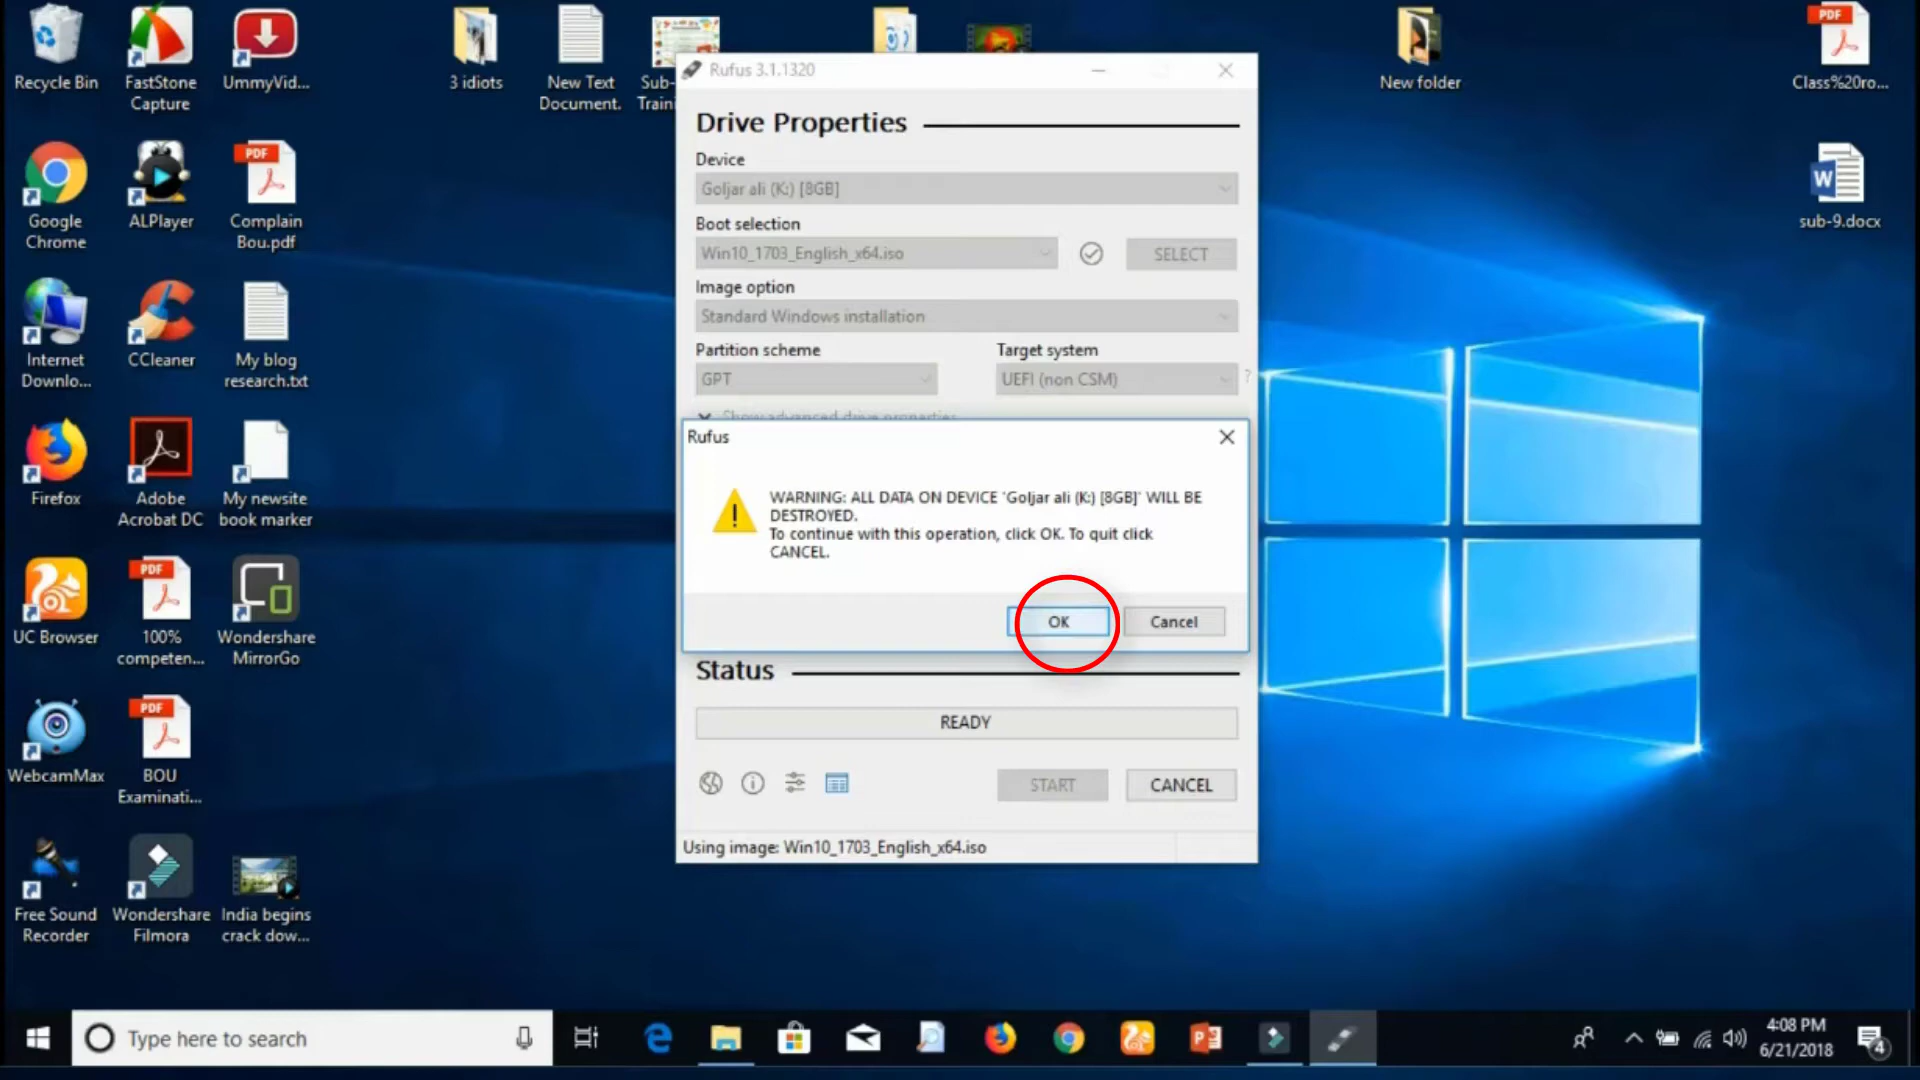 Recycle Bin
FastStone
Capture
UmmyVid...
3 idiots
New Text
Document.
Sub-
Traini
New folder
PDF
Class%20ro...
Google
Chrome
ALPlayer
PDF
Complain
Bou.pdf
W
sub-9.docx
Internet
Downlo...
CCleaner
My blog
research.txt
Firefox
Adobe
Acrobat DC
My newsite
book marker
UC Browser
PDF
100%
competen...
Wondershare
MirrorGo
WebcamMax
PDF
BOU
Examinati...
Free Sound
Recorder
Wondershare
Filmora
India begins
crack dow...
Rufus 3.1.1320
Drive Properties
Device
Goljar ali (K:) [8GB]
Boot selection
Win10_1703_English_x64.iso
SELECT
Image option
Standard Windows installation
Partition scheme
Target system
GPT
UEFI (non CSM)
?
Show advanced drive properties
Rufus
WARNING: ALL DATA ON DEVICE 'Goljar ali (K:) [8GB]' WILL BE
DESTROYED.
To continue with this operation, click OK. To quit click
CANCEL.
OK
Cancel
Status
READY
START
CANCEL
Using image: Win10_1703_English_x64.iso
Type here to search
4:08 PM
6/21/2018
4